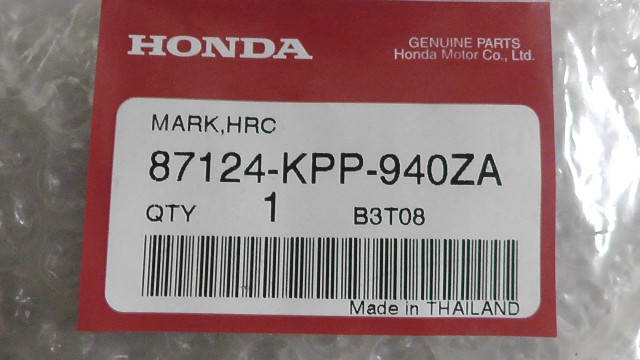 HONDA
GENUINE PARTS
Honda Motor Co., Ltd.
MARK,HRC
87124-KPP-940ZA
QTY 1 B3T08
Made in THAILAND